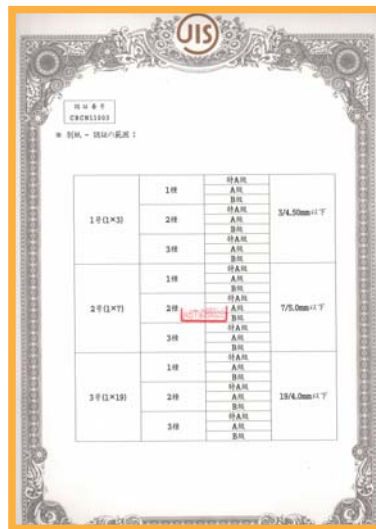 JIS
認証番号
CNCN11003
※ 別紙 - 認証の範囲:
1号(1×3)
1種
特A級
A級
B級
2種
特A級
A級
B級
3種
特A級
A級
B級
3/4.50mm以下
2号(1×7)
1種
特A級
A級
B級
2種
特A級
A級
B級
3種
特A級
A級
B級
7/5.0mm以下
3号(1×19)
1種
特A級
A級
B級
2種
特A級
A級
B級
3種
特A級
A級
B級
19/4.0mm以下